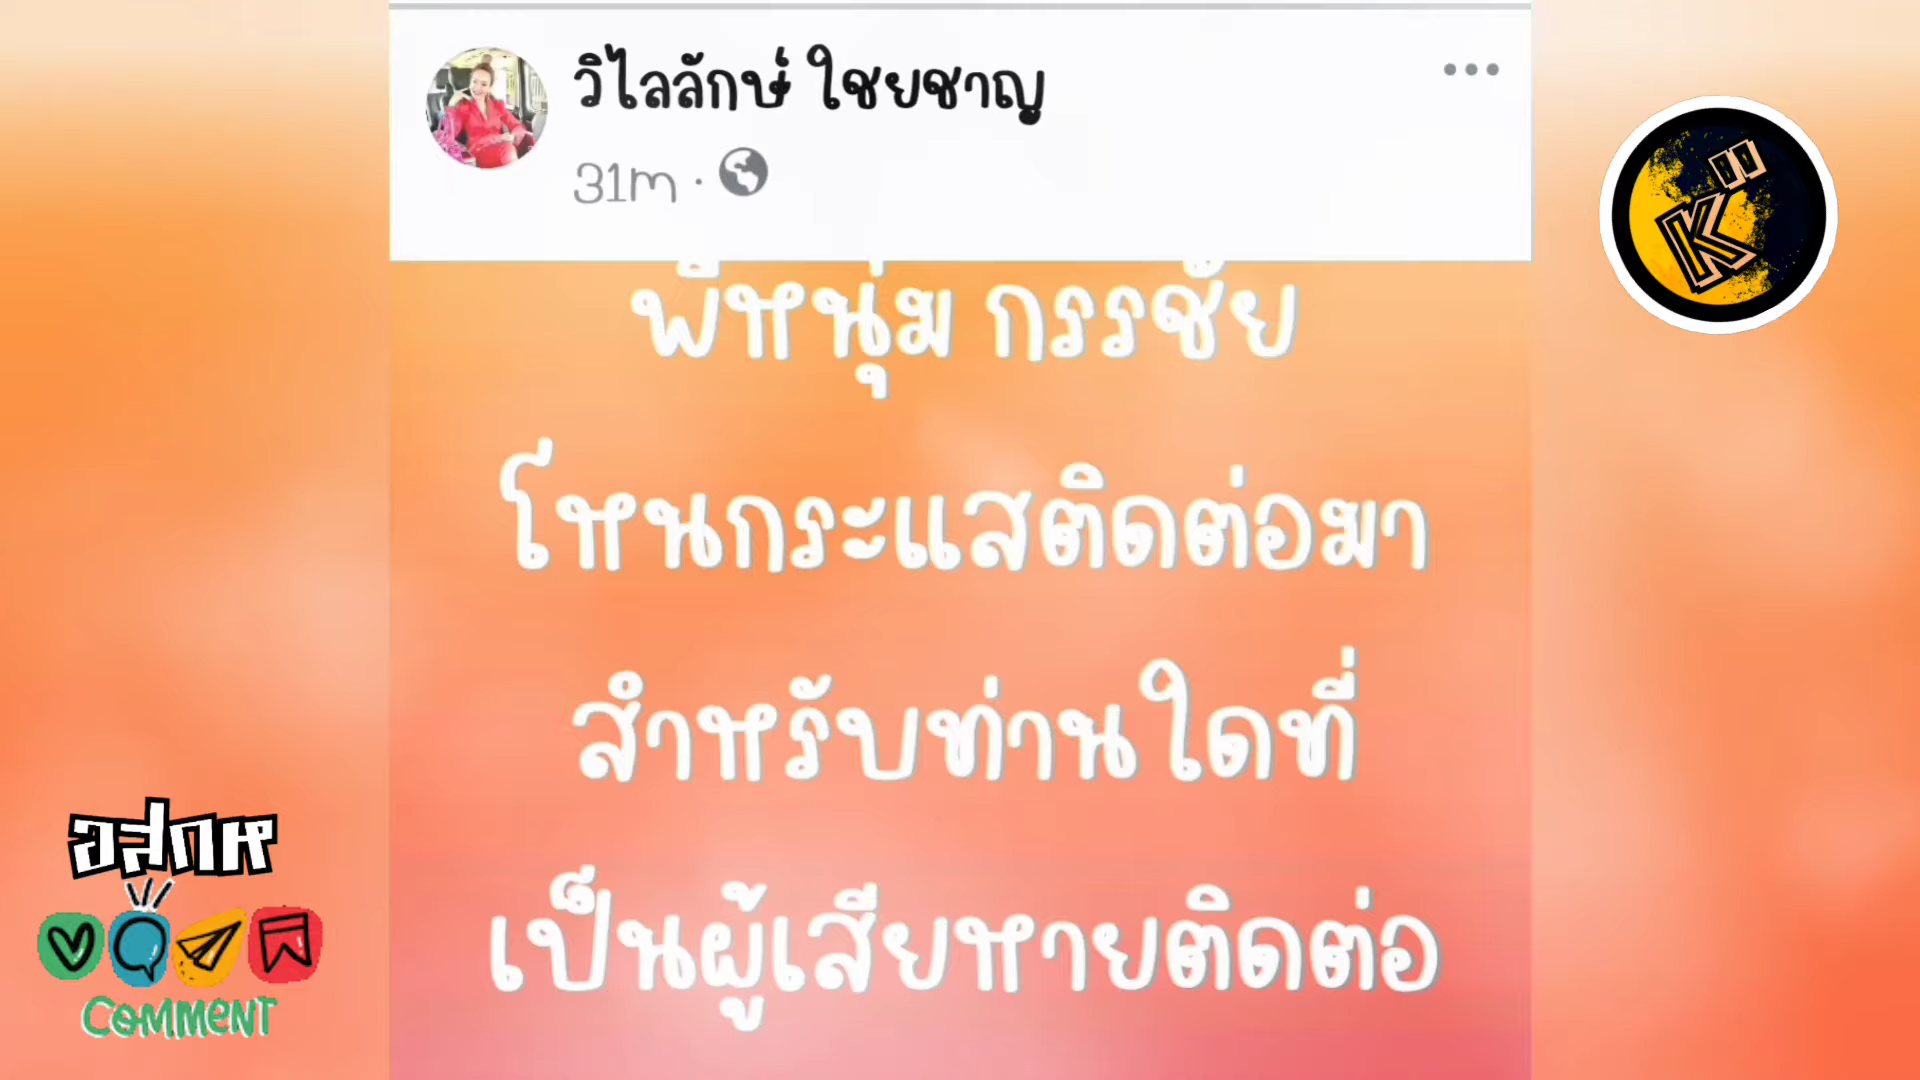 วิไลลักษ์ ใชยชาญ
31m
พี่หนุ่ม กรรชัย
โหนกระแสติดต่อมา
สำหรับท่านใดที่
เป็นผู้เสียหายติดต่อ
K
อสกห
COMMENT